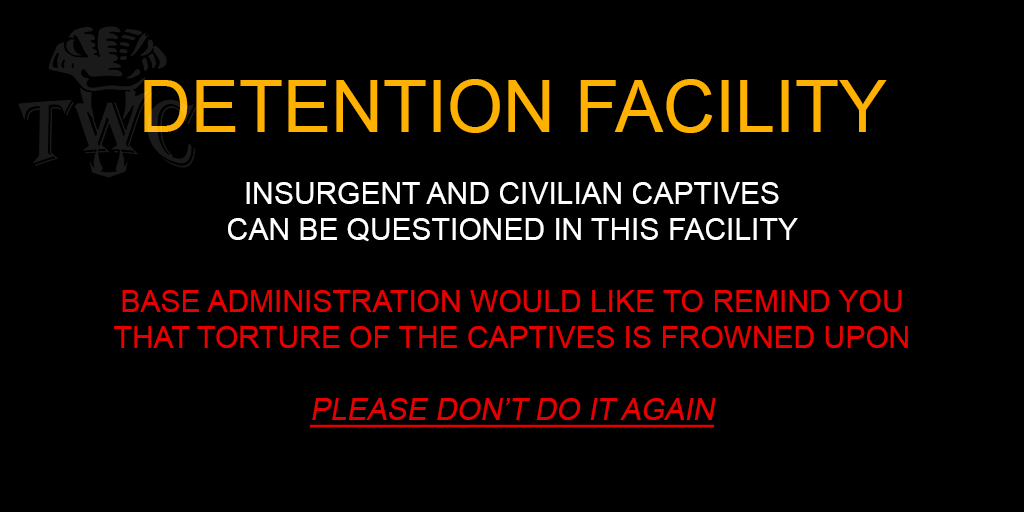 TWC
DETENTION FACILITY
INSURGENT AND CIVILIAN CAPTIVES
CAN BE QUESTIONED IN THIS FACILITY
BASE ADMINISTRATION WOULD LIKE TO REMIND YOU
THAT TORTURE OF THE CAPTIVES IS FROWNED UPON
PLEASE DON’T DO IT AGAIN